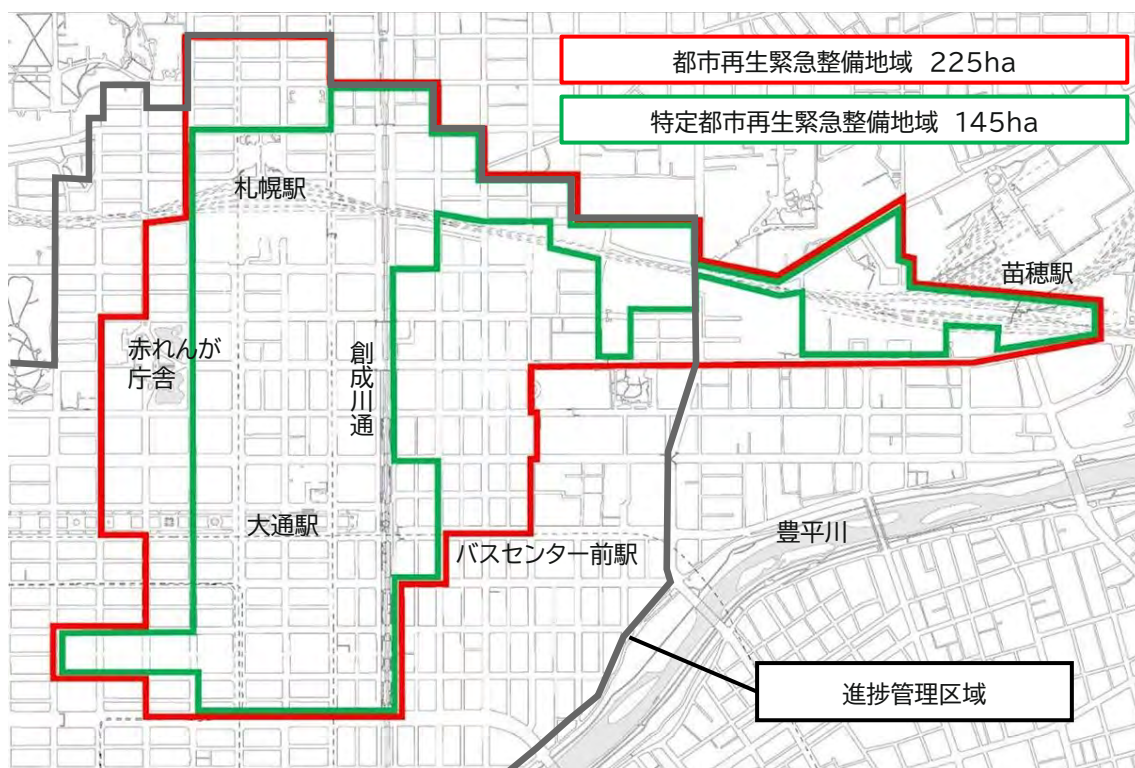 都市再生緊急整備地域 225ha
特定都市再生緊急整備地域 145ha
札幌駅
苗穂駅
赤れんが
庁舎
創成川通
大通駅
バスセンター前駅
豊平川
進捗管理区域